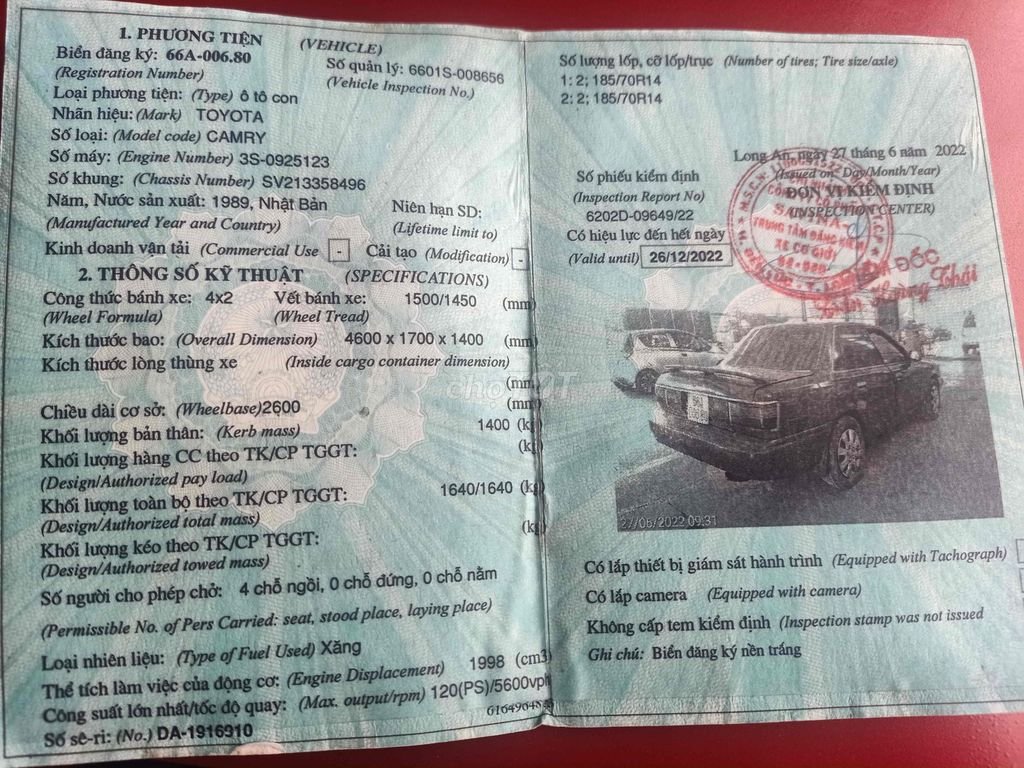 1. PHƯƠNG TIỆN (VEHICLE)
Biển đăng ký: 66A-006.80
Số quản lý: 6601S-008656
(Registration Number)
(Vehicle Inspection No.)
Loại phương tiện: (Type) ô tô con
Nhãn hiệu: (Mark) TOYOTA
Số loại: (Model code) CAMRY
Số máy: (Engine Number) 3S-0925123
Số khung: (Chassis Number) SV213358496
Năm, Nước sản xuất: 1989, Nhật Bản
Niên hạn SD:
(Manufactured Year and Country)
(Lifetime limit to)
Kinh doanh vận tải (Commercial Use - Cải tạo (Modification) -
2. THÔNG SỐ KỸ THUẬT (SPECIFICATIONS)
Công thức bánh xe: 4x2 Vết bánh xe: 1500/1450 (mm)
(Wheel Formula) (Wheel Tread)
Kích thước bao: (Overall Dimension) 4600 x 1700 x 1400 (mm)
Kích thước lòng thùng xe (Inside cargo container dimension)
(mm)
Chiều dài cơ sở: (Wheelbase)2600 (mm)
Khối lượng bản thân: (Kerb mass) 1400 (kg)
Khối lượng hàng CC theo TK/CP TGGT: (kg)
(Design/Authorized pay load)
Khối lượng toàn bộ theo TK/CP TGGT: 1640/1640 (kg)
(Design/Authorized total mass)
Khối lượng kéo theo TK/CP TGGT: (kg)
(Design/Authorized towed mass)
Số người cho phép chở: 4 chỗ ngồi, 0 chỗ đứng, 0 chỗ nằm
(Permissible No. of Pers Carried: seat, stood place, laying place)
Loại nhiên liệu: (Type of Fuel Used) Xăng
Thể tích làm việc của động cơ: (Engine Displacement) 1998 (cm3)
Công suất lớn nhất/tốc độ quay: (Max. output/rpm) 120(PS)/5600vph
Số sê-ri: (No.) DA-1916910
Số lượng lốp, cỡ lốp/trục (Number of tires; Tire size/axle)
1: 2; 185/70R14
2: 2; 185/70R14
Long An, ngày 27 tháng 6 năm 2022
(Issued on: Day/Month/Year)
Số phiếu kiểm định
ĐƠN VỊ KIỂM ĐỊNH
(Inspection Report No)
(INSPECTION CENTER)
6202D-09649/22
Có hiệu lực đến hết ngày
(Valid until) 26/12/2022
TRUNG TÂM ĐĂNG KIỂM
XE CƠ GIỚI
27/06/2022 09:31
choTỐT
Có lắp thiết bị giám sát hành trình (Equipped with Tachograph)
Có lắp camera (Equipped with camera)
Không cấp tem kiểm định (Inspection stamp was not issued
Ghi chú: Biển đăng ký nền trắng